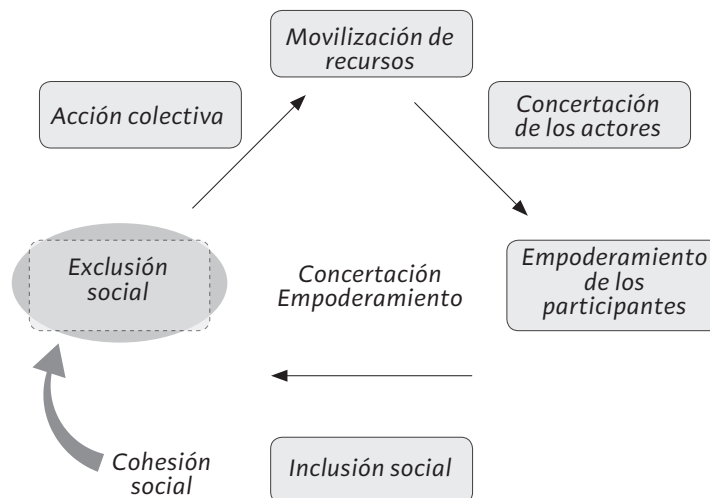 Movilización de
recursos
Acción colectiva
Concertación
de los actores
Exclusión
social
Concertación
Empoderamiento
Empoderamiento
de los
participantes
Cohesión
social
Inclusión social